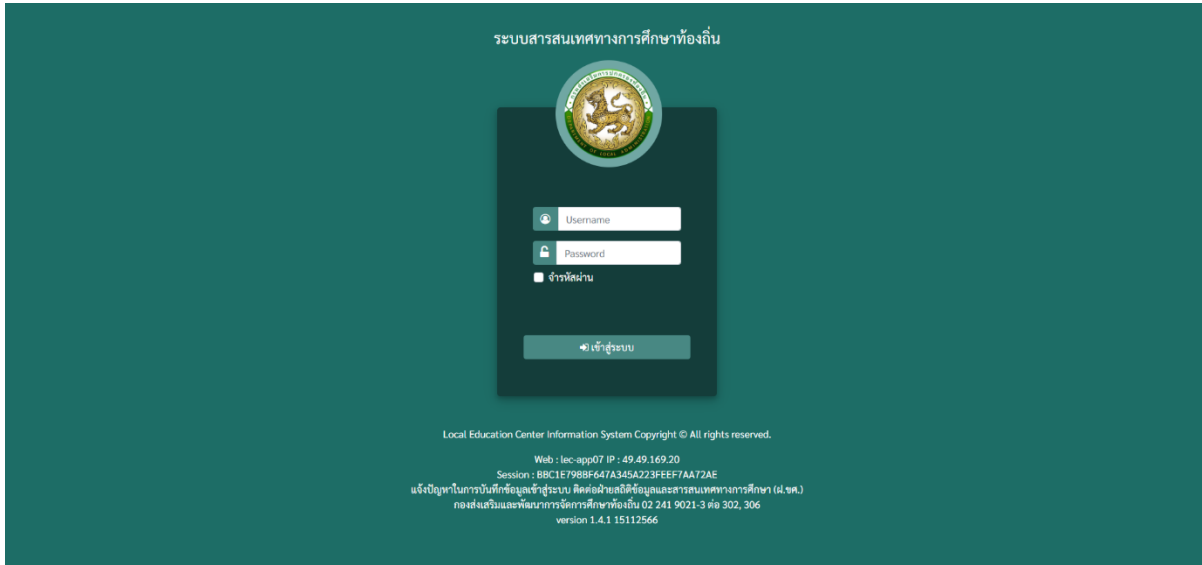 ระบบสารสนเทศทางการศึกษาท้องถิ่น
Username
Password
จำรหัสผ่าน
เข้าสู่ระบบ
Local Education Center Information System Copyright © All rights reserved.
Web : lec-app07 IP : 49.49.169.20
Session : BBC1E798BF647A345A223FEEF7AA72AE
แจ้งปัญหาในการบันทึกข้อมูลเข้าสู่ระบบ ติดต่อฝ่ายสถิติข้อมูลและสารสนเทศทางการศึกษา (ฝ.ขศ.)
กองส่งเสริมและพัฒนาการจัดการศึกษาท้องถิ่น 02 241 9021-3 ต่อ 302, 306
version 1.4.1 15112566